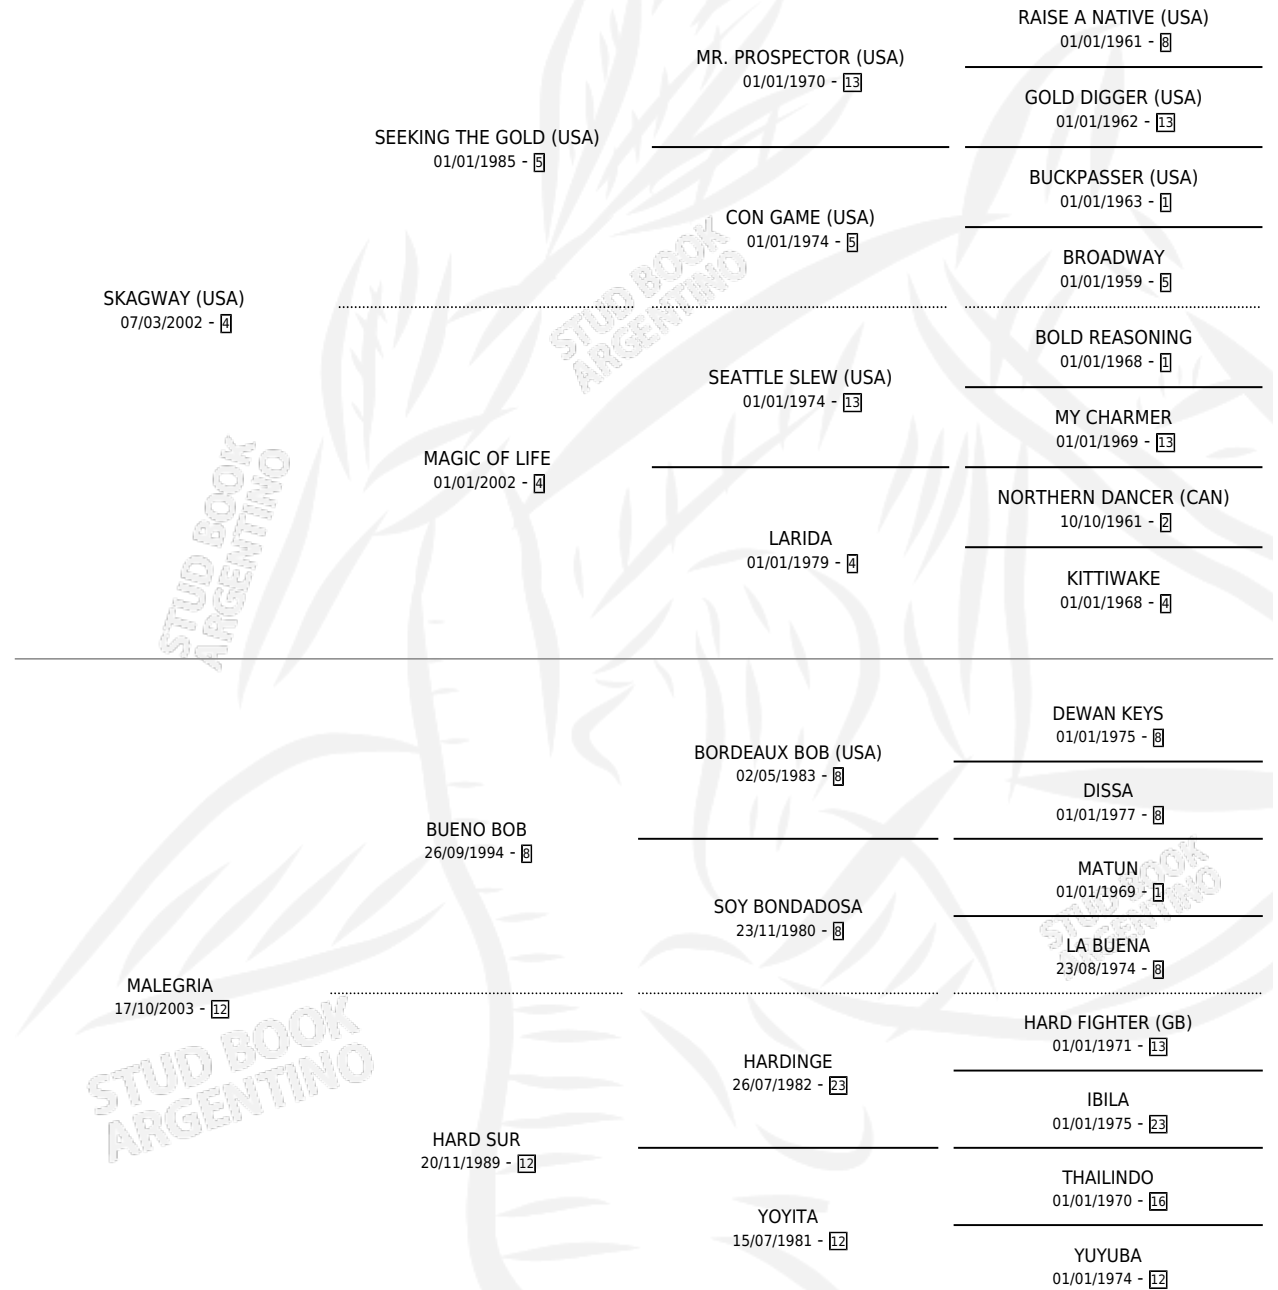 RAISE A NATIVE (USA)
01/01/1961 - 8
MR. PROSPECTOR (USA)
01/01/1970 - 13
GOLD DIGGER (USA)
01/01/1962 - 13
SEEKING THE GOLD (USA)
01/01/1985 - 5
BUCKPASSER (USA)
01/01/1963 - 1
CON GAME (USA)
01/01/1974 - 5
BROADWAY
01/01/1959 - 5
SKAGWAY (USA)
07/03/2002 - 4
STUD BOOK
ARGENTINO
BOLD REASONING
01/01/1968 - 1
SEATTLE SLEW (USA)
01/01/1974 - 13
MY CHARMER
01/01/1969 - 13
MAGIC OF LIFE
01/01/2002 - 4
NORTHERN DANCER (CAN)
10/10/1961 - 2
LARIDA
01/01/1979 - 4
KITTIWAKE
01/01/1968 - 4
STUD BOOK
ARGENTINO
DEWAN KEYS
01/01/1975 - 8
BORDEAUX BOB (USA)
02/05/1983 - 8
DISSA
01/01/1977 - 8
BUENO BOB
26/09/1994 - 8
MATUN
01/01/1969 - 1
SOY BONDADOSA
23/11/1980 - 8
LA BUENA
23/08/1974 - 8
STUD BOOK
ARGENTINO
MALEGRIA
17/10/2003 - 12
HARD FIGHTER (GB)
01/01/1971 - 13
HARDINGE
26/07/1982 - 23
IBILA
01/01/1975 - 23
STUD BOOK
ARGENTINO
HARD SUR
20/11/1989 - 12
THAILINDO
01/01/1970 - 16
YOYITA
15/07/1981 - 12
YUYUBA
01/01/1974 - 12